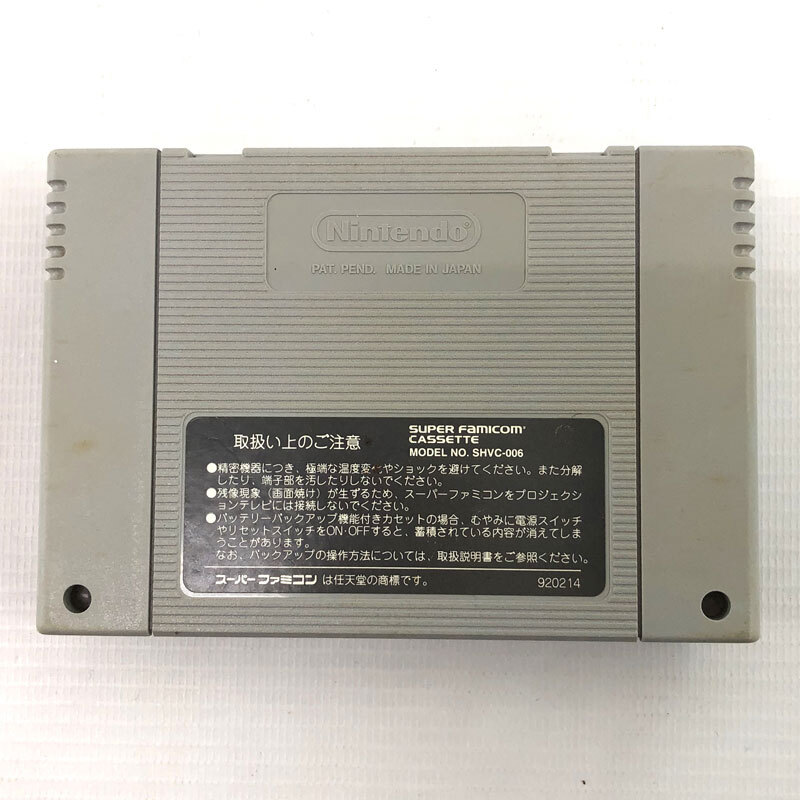 Nintendo®
PAT. PEND. MADE IN JAPAN
取扱い上のご注意
SUPER FAMICOM®
CASSETTE
MODEL NO. SHVC-006
●精密機器につき、極端な温度変 やショックを避けてください。また分解
したり、端子部を汚したりしないでください。
●残像現象（画面焼け）が生ずるため、スーパーファミコンをプロジェクシ
ョンテレビには接続しないでください。
●バッテリーバックアップ機能付きカセットの場合、むやみに電源スイッチ
やリセットスイッチをON·OFFすると、蓄積されている内容が消えてしま
うことがあります。
なお、バックアップの操作方法については、取扱説明書をご参照ください。
スーパーファミコンは任天堂の商標です。 920214